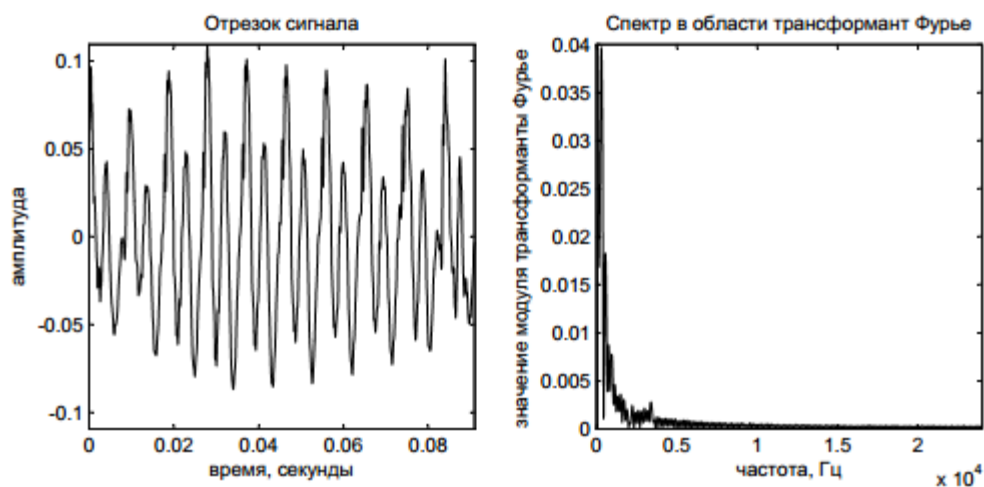 Отрезок сигнала
0.1
0.05
0
-0.05
-0.1
амплитуда
0 0.02 0.04 0.06 0.08
время, секунды
Спектр в области трансформант Фурье
0.04
0.035
0.03
0.025
0.02
0.015
0.01
0.005
0
значение модуля трансформанты Фурье
0 0.5 1 1.5 2
частота, Гц
x 10⁴